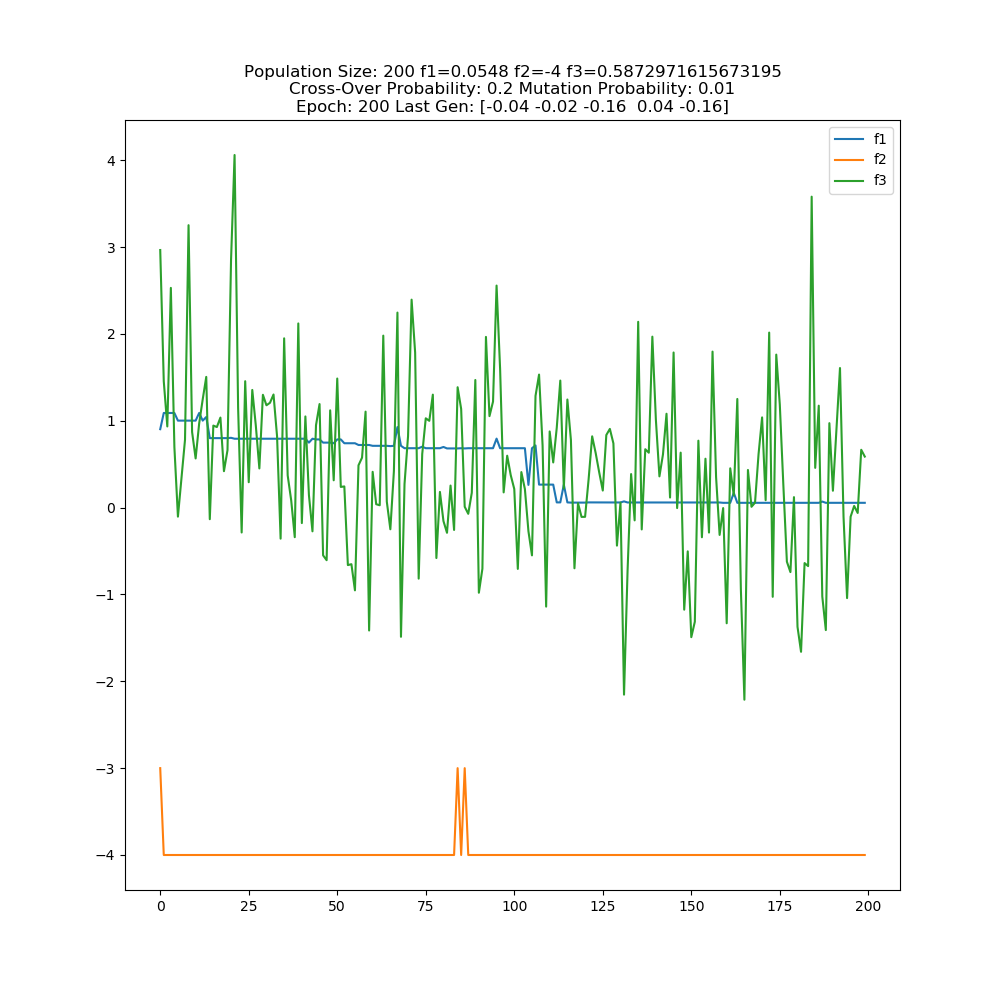 Population Size: 200 f1=0.0548 f2=-4 f3=0.5872971615673195
Cross-Over Probability: 0.2 Mutation Probability: 0.01
Epoch: 200 Last Gen: [-0.04 -0.02 -0.16  0.04 -0.16]
f1
f2
f3
4
3
2
1
0
−1
−2
−3
−4
0 25 50 75 100 125 150 175 200